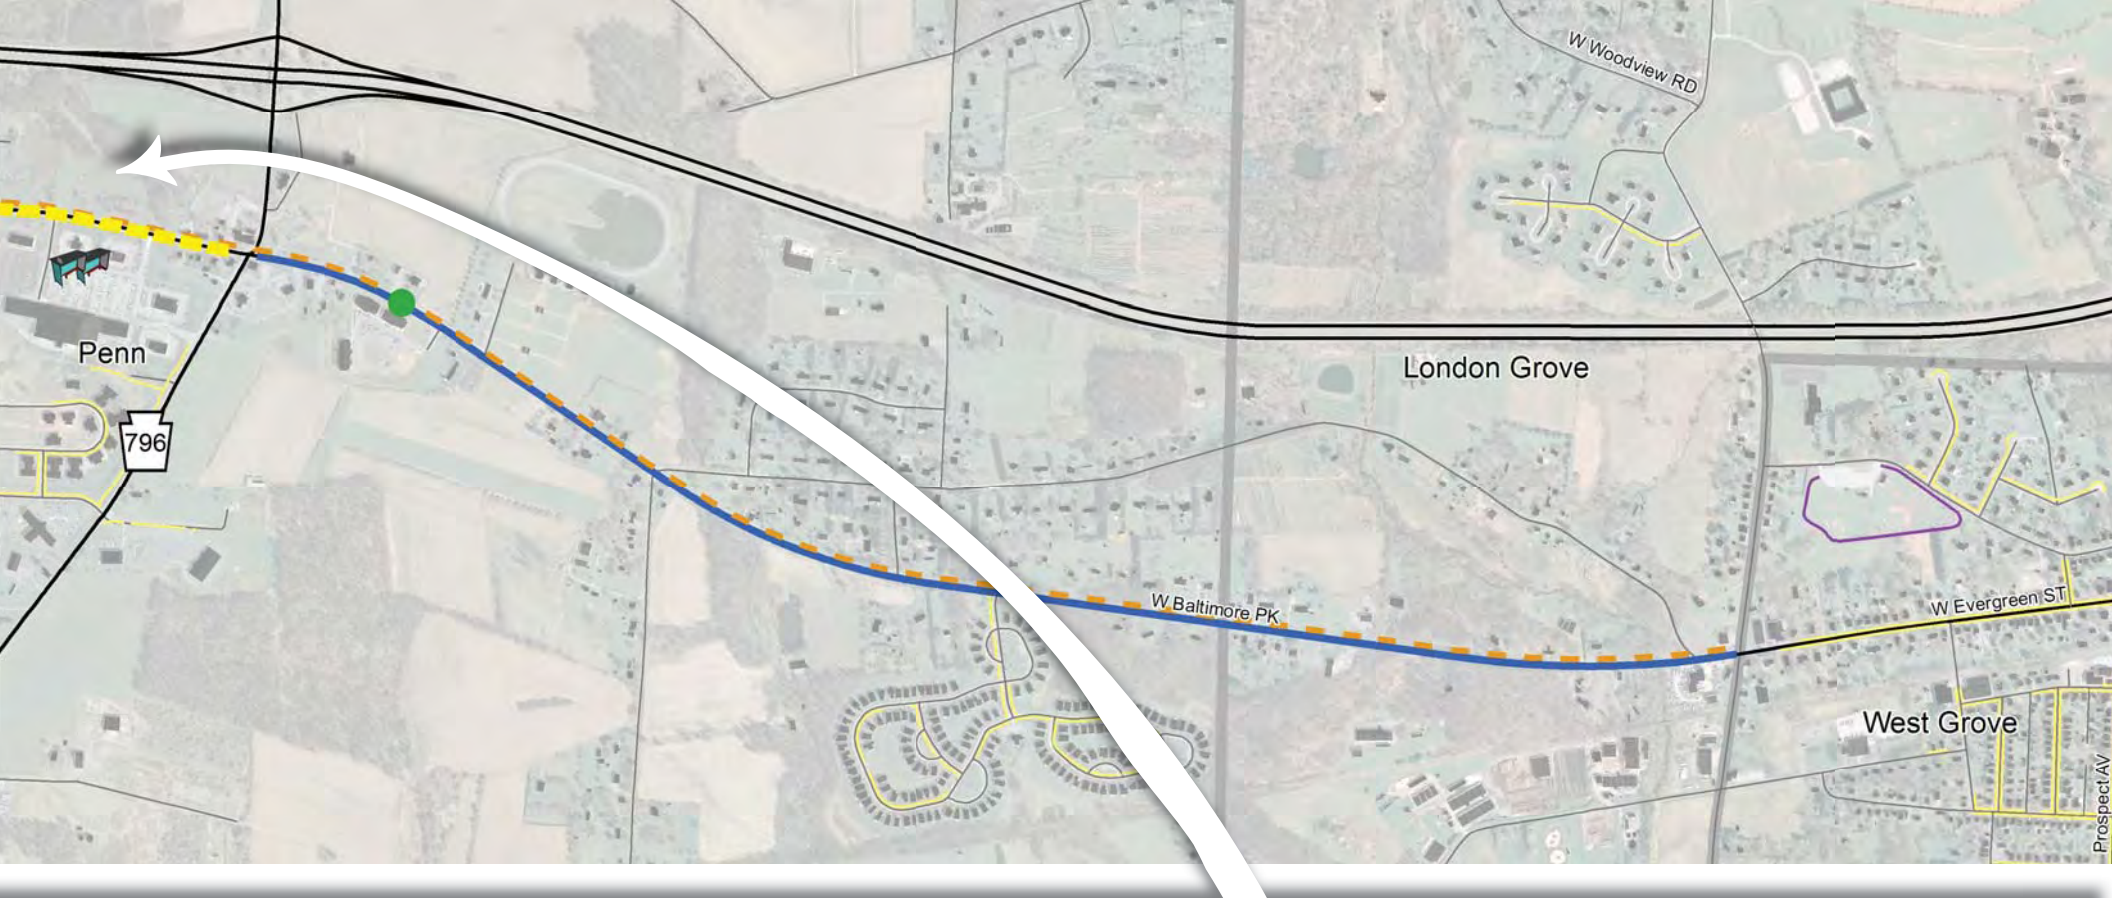 W Woodview RD
Penn
London Grove
796
W Baltimore PK
W Evergreen ST
West Grove
Prospect AV